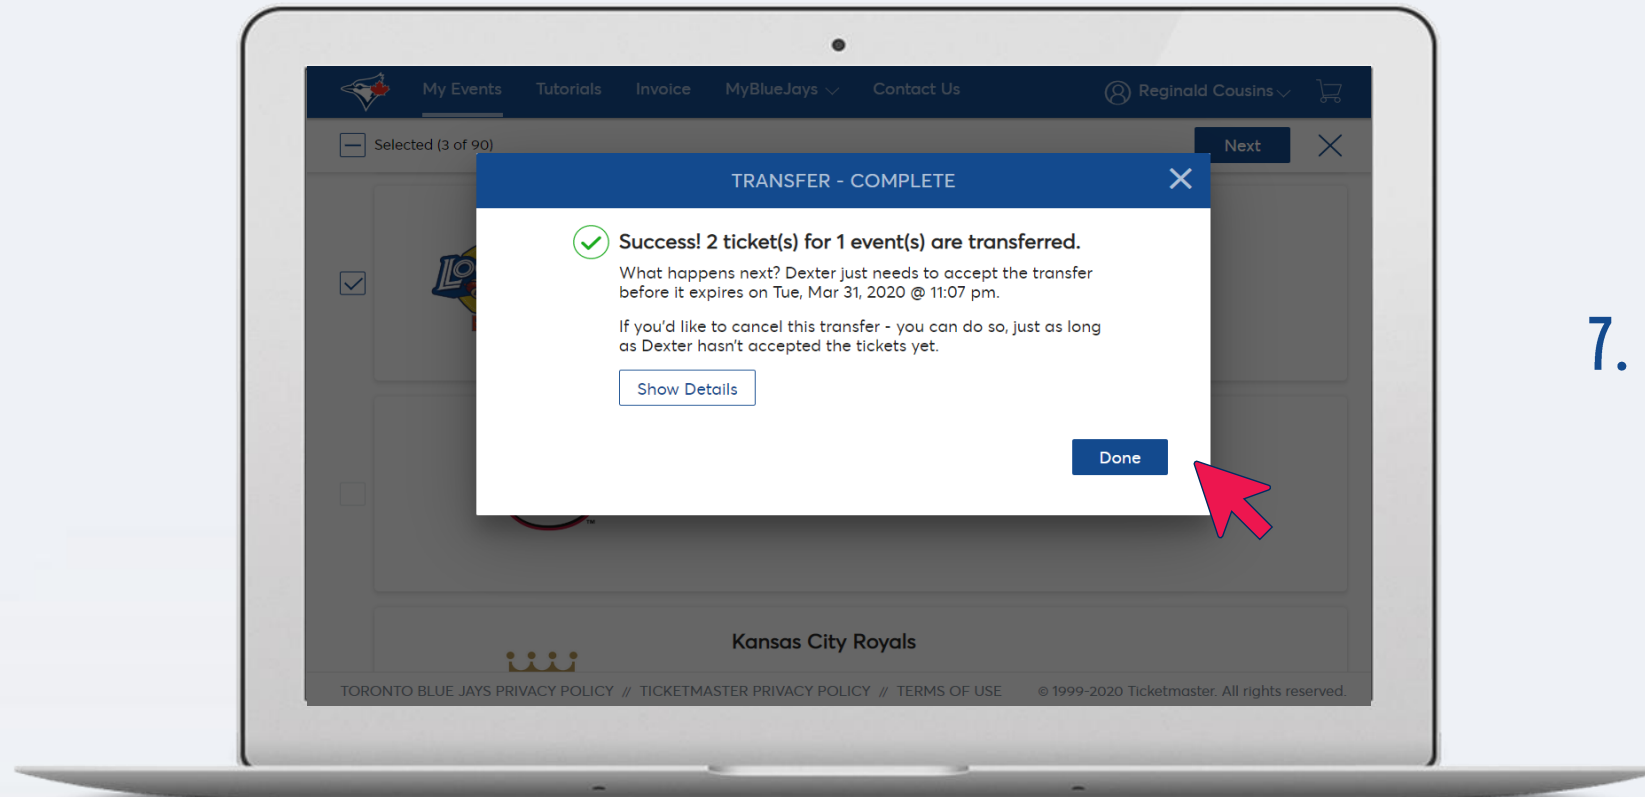 My Events Tutorials Invoice MyBlueJays Contact Us Reginald Cousins
Selected (3 of 90) Next
TRANSFER - COMPLETE
Success! 2 ticket(s) for 1 event(s) are transferred.
What happens next? Dexter just needs to accept the transfer
before it expires on Tue, Mar 31, 2020 @ 11:07 pm.
If you'd like to cancel this transfer - you can do so, just as long
as Dexter hasn't accepted the tickets yet.
Show Details
Done
7.
TM
Kansas City Royals
TORONTO BLUE JAYS PRIVACY POLICY // TICKETMASTER PRIVACY POLICY // TERMS OF USE © 1999-2020 Ticketmaster. All rights reserved.